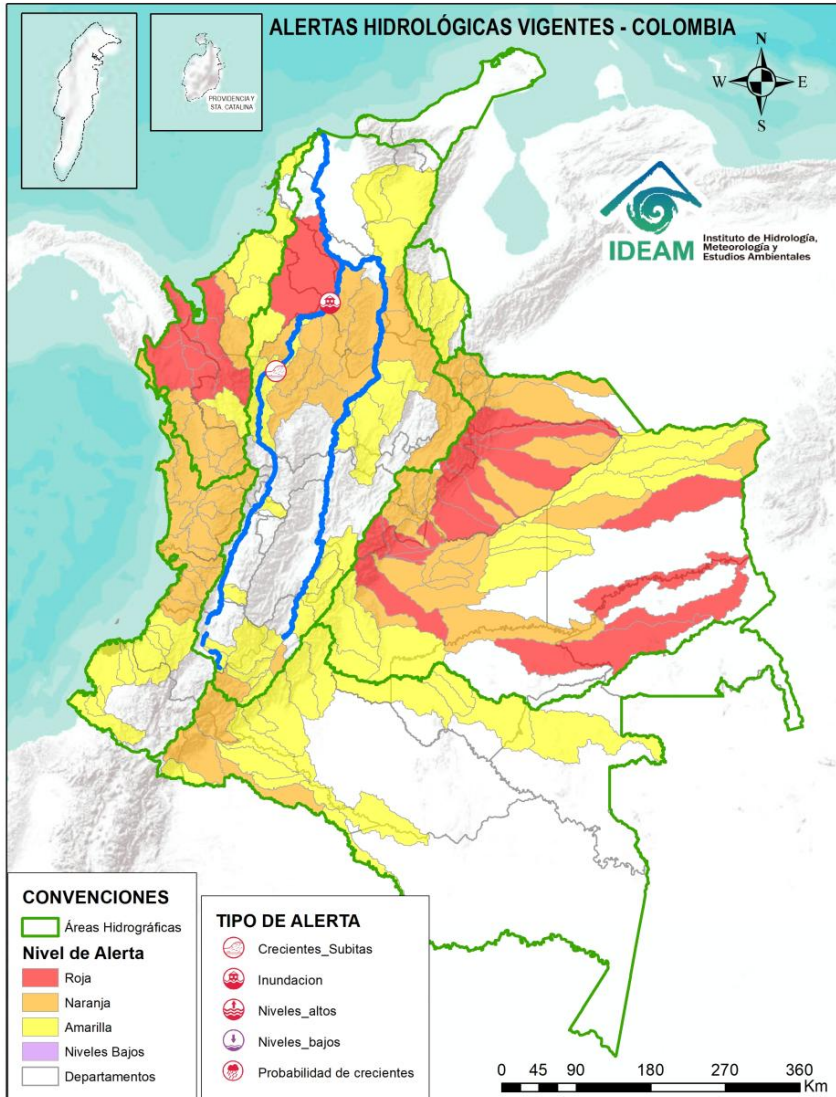 ALERTAS HIDROLÓGICAS VIGENTES - COLOMBIA
PROVIDENCIA Y
STA. CATALINA
N
W
E
S
IDEAM
Instituto de Hidrología,
Meteorología y
Estudios Ambientales
CONVENCIONES
Áreas Hidrográficas
Nivel de Alerta
Roja
Naranja
Amarilla
Niveles Bajos
Departamentos
TIPO DE ALERTA
Crecientes_Subitas
Inundacion
Niveles_altos
Niveles_bajos
Probabilidad de crecientes
0 45 90 180 270 360
Km